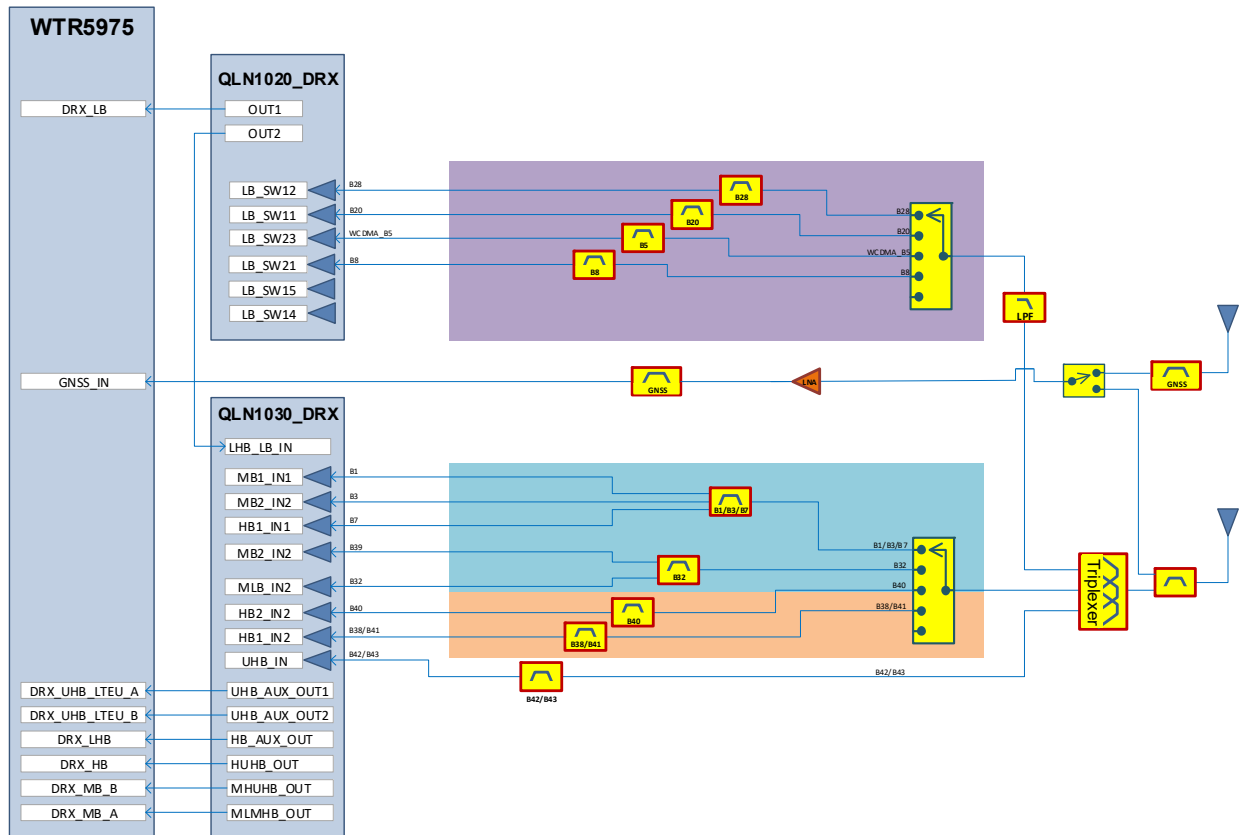 WTR5975
QLN1020_DRX
DRX_LB
OUT1
OUT2
LB_SW12
B28
B28
B28
LB_SW11
B20
B20
B20
LB_SW23
WCDMA_B5
B5
WCDMA_B5
LB_SW21
B8
B8
B8
LB_SW15
LB_SW14
LPF
GNSS_IN
GNSS
LNA
GNSS
QLN1030_DRX
LHB_LB_IN
MB1_IN1
B1
MB2_IN2
B3
B1/B3/B7
HB1_IN1
B7
MB2_IN2
B39
B1/B3/B7
MLB_IN2
B32
B32
B32
HB2_IN2
B40
B40
B40
HB1_IN2
B38/B41
B38/B41
B38/B41
UHB_IN
B42/B43
B42/B43
B42/B43
Triplexer
DRX_UHB_LTEU_A
UHB_AUX_OUT1
DRX_UHB_LTEU_B
UHB_AUX_OUT2
DRX_LHB
HB_AUX_OUT
DRX_HB
HUHB_OUT
DRX_MB_B
MHUHB_OUT
DRX_MB_A
MLMHB_OUT